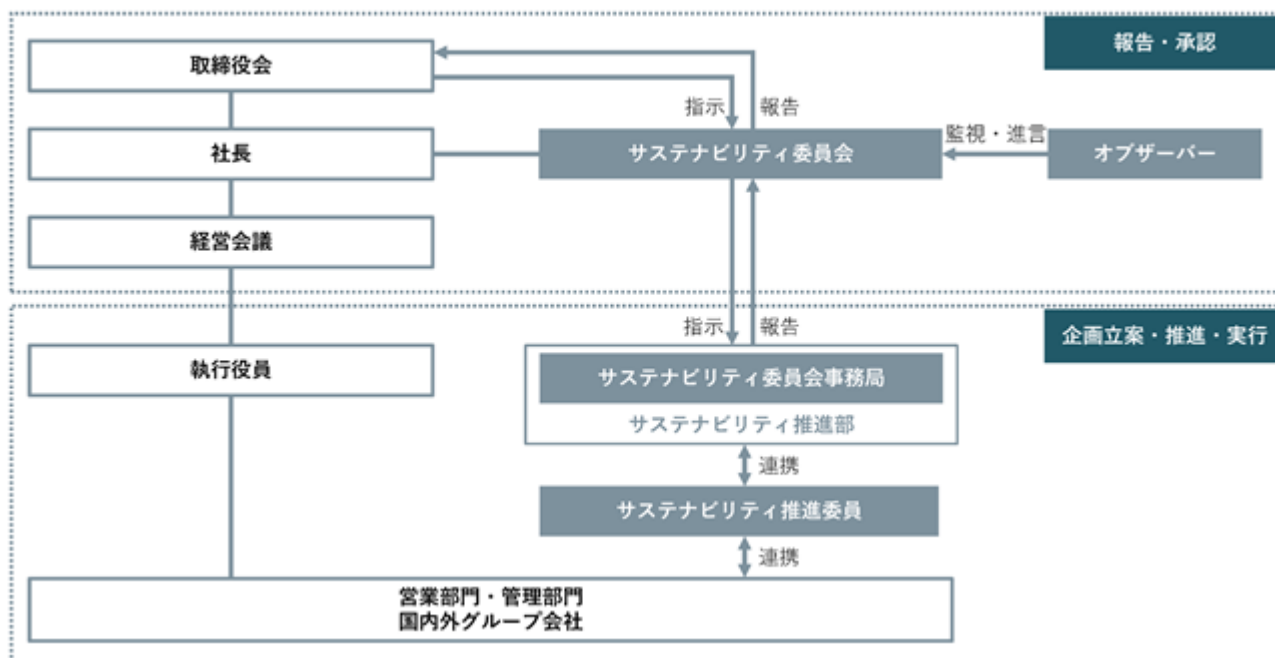 報告・承認
取締役会
指示
報告
社長
サステナビリティ委員会
監視・進言
オブザーバー
経営会議
企画立案・推進・実行
指示
報告
執行役員
サステナビリティ委員会事務局
サステナビリティ推進部
連携
サステナビリティ推進委員
連携
営業部門・管理部門
国内外グループ会社